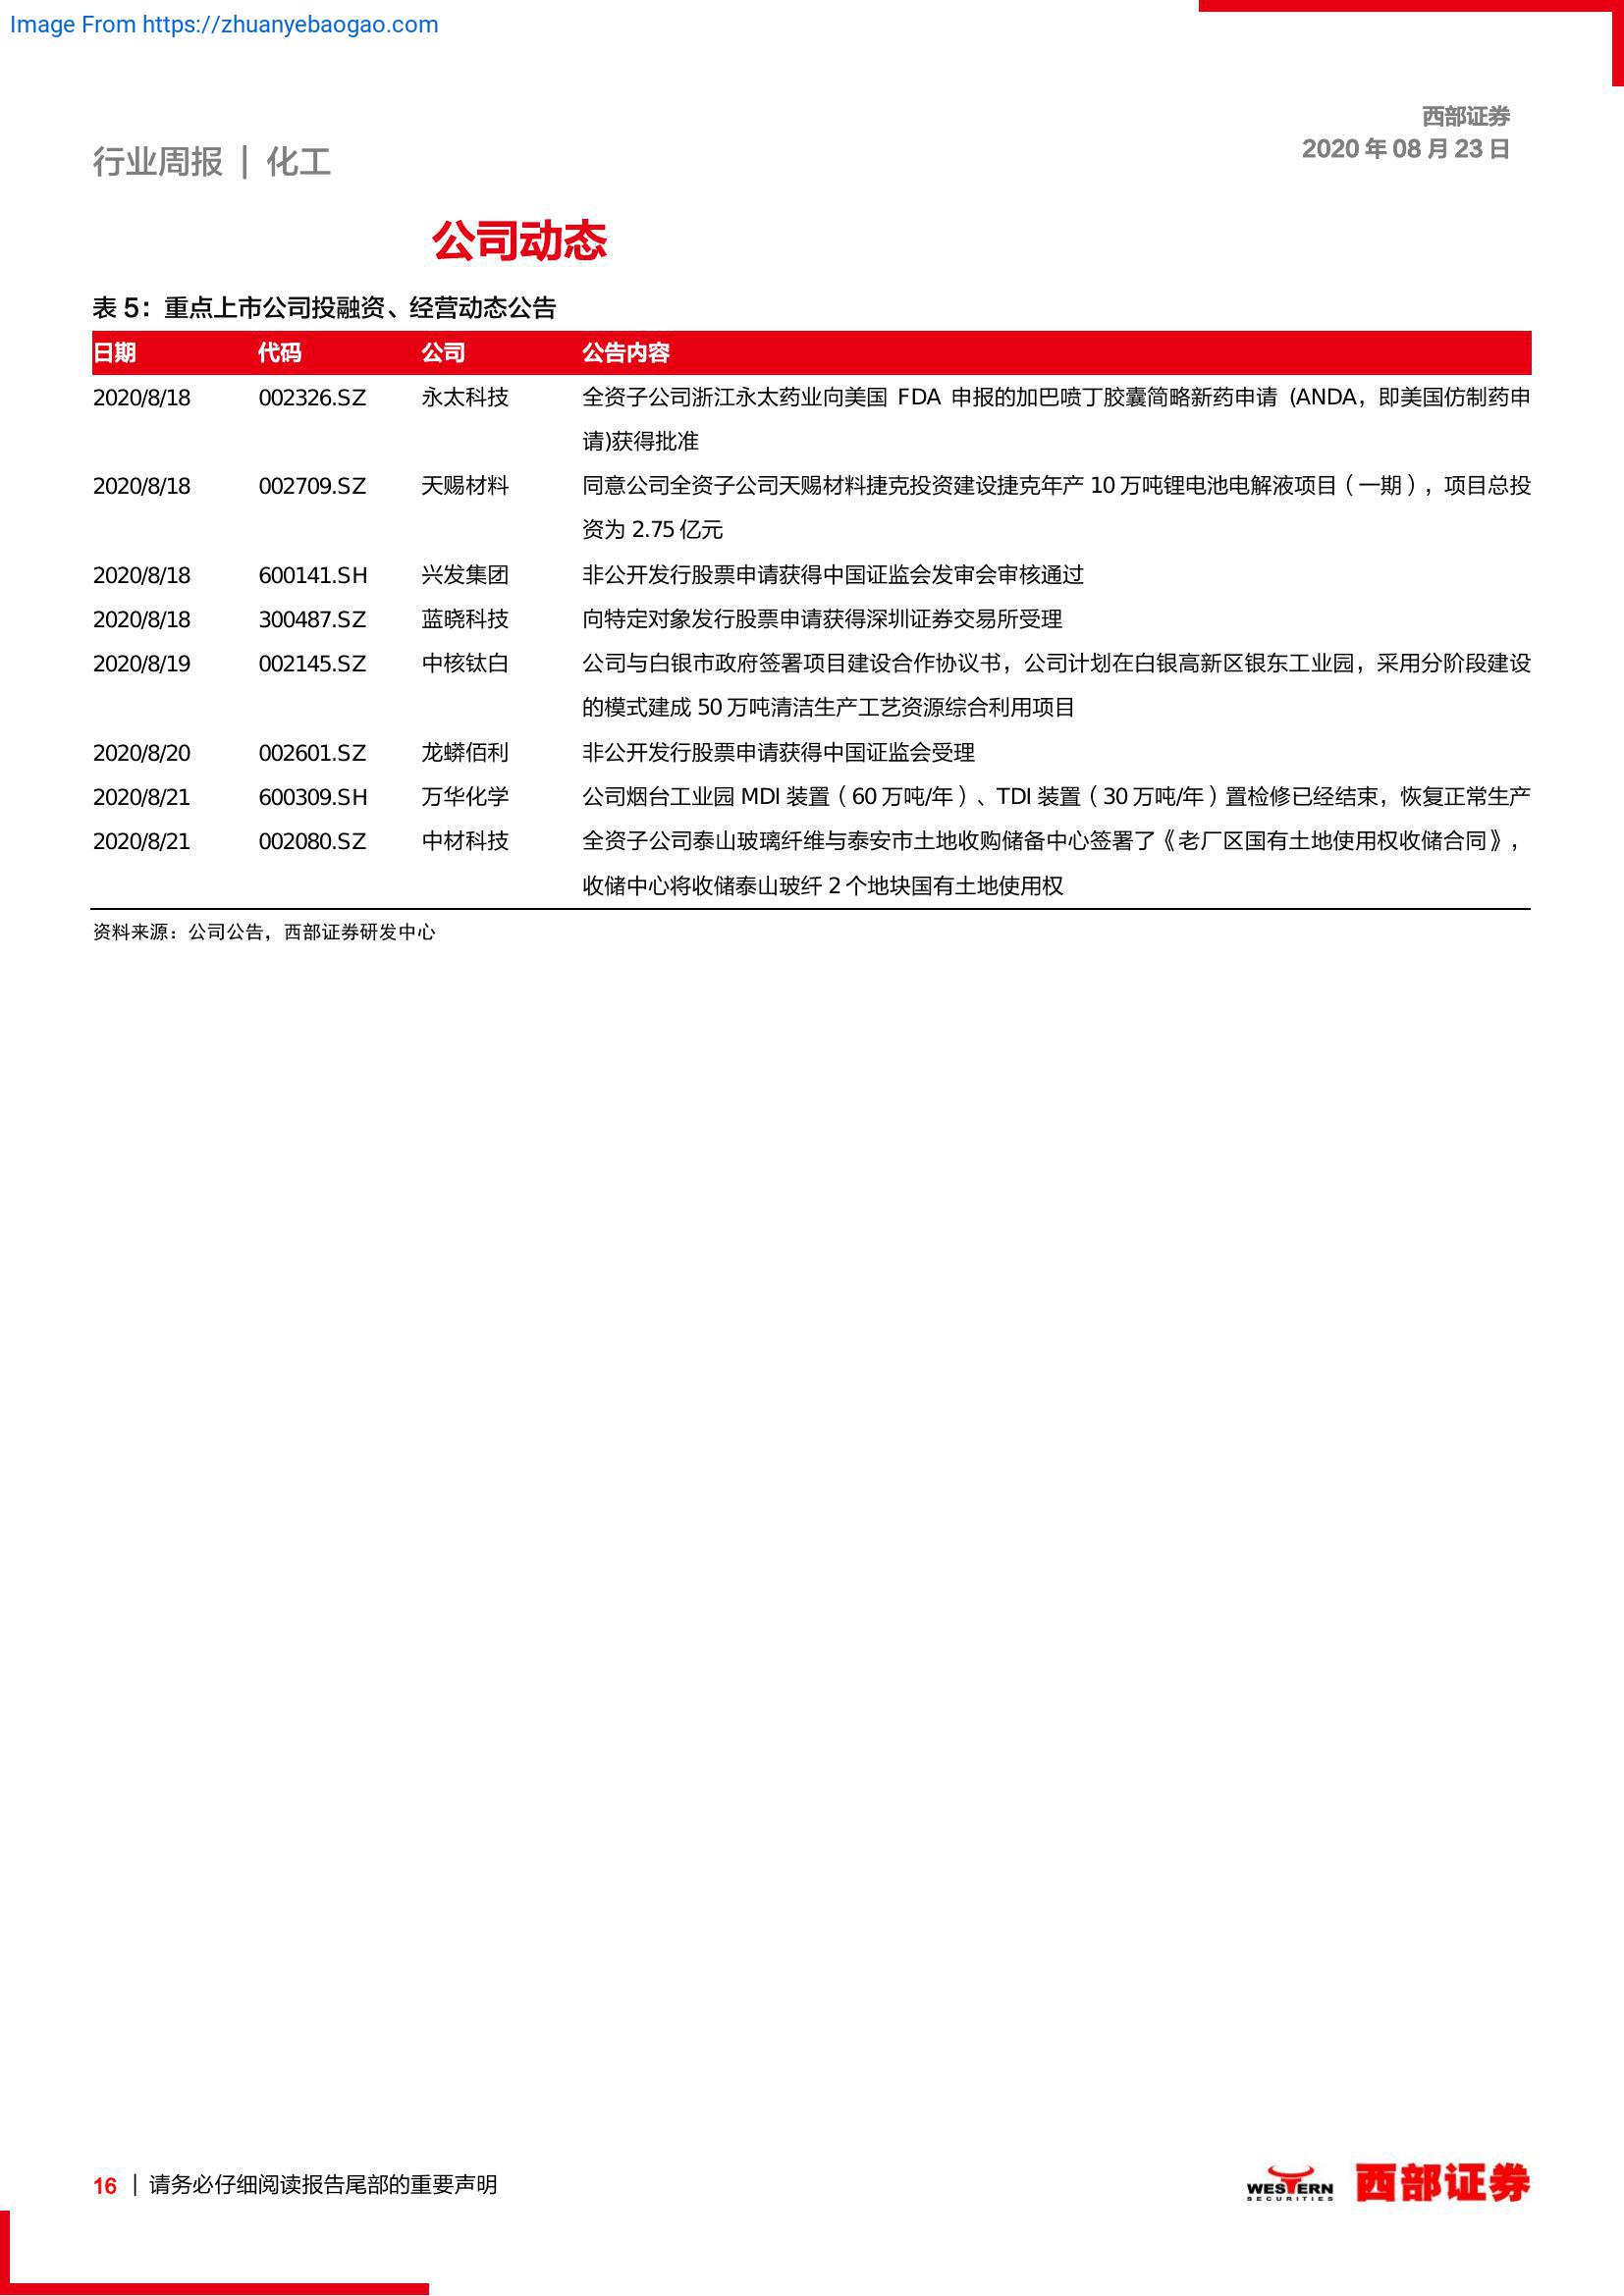 Image From https://zhuanyebaogao.com
西部证券
2020 年 08 月 23 日
行业周报 | 化工
公司动态
表 5：重点上市公司投融资、经营动态公告
日期 代码 公司 公告内容
2020/8/18 002326.SZ 永太科技 全资子公司浙江永太药业向美国 FDA 申报的加巴喷丁胶囊简略新药申请 (ANDA，即美国仿制药申
请)获得批准
2020/8/18 002709.SZ 天赐材料 同意公司全资子公司天赐材料捷克投资建设捷克年产 10 万吨锂电池电解液项目（一期），项目总投
资为 2.75 亿元
2020/8/18 600141.SH 兴发集团 非公开发行股票申请获得中国证监会发审会审核通过
2020/8/18 300487.SZ 蓝晓科技 向特定对象发行股票申请获得深圳证券交易所受理
2020/8/19 002145.SZ 中核钛白 公司与白银市政府签署项目建设合作协议书，公司计划在白银高新区银东工业园，采用分阶段建设
的模式建成 50 万吨清洁生产工艺资源综合利用项目
2020/8/20 002601.SZ 龙蟒佰利 非公开发行股票申请获得中国证监会受理
2020/8/21 600309.SH 万华化学 公司烟台工业园 MDI 装置（60 万吨/年）、TDI 装置（30 万吨/年）置检修已经结束，恢复正常生产
2020/8/21 002080.SZ 中材科技 全资子公司泰山玻璃纤维与泰安市土地收购储备中心签署了《老厂区国有土地使用权收储合同》，
收储中心将收储泰山玻纤 2 个地块国有土地使用权
资料来源：公司公告，西部证券研发中心
16 | 请务必仔细阅读报告尾部的重要声明
WESTERN
SECURITIES
西部证券